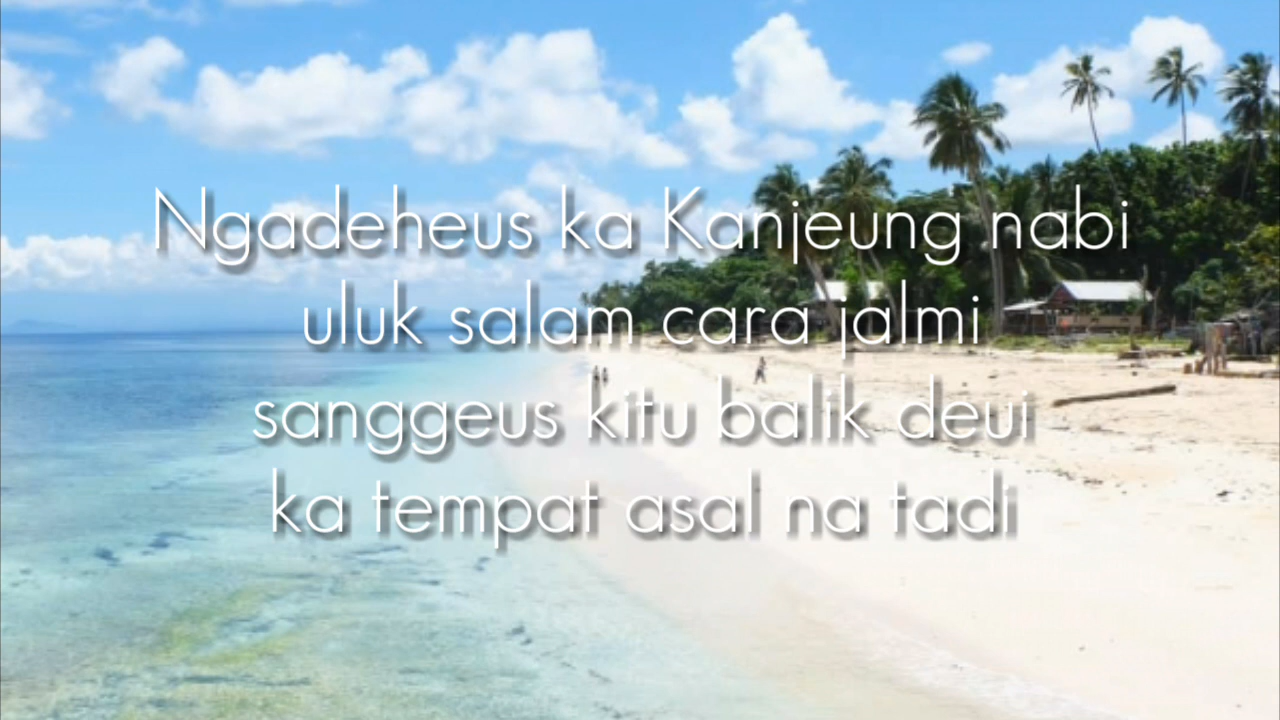 Ngadeheus ka Kanjeung nabi
uluk salam cara jalmi
sanggeus kitu balik deui
ka tempat asal na tadi